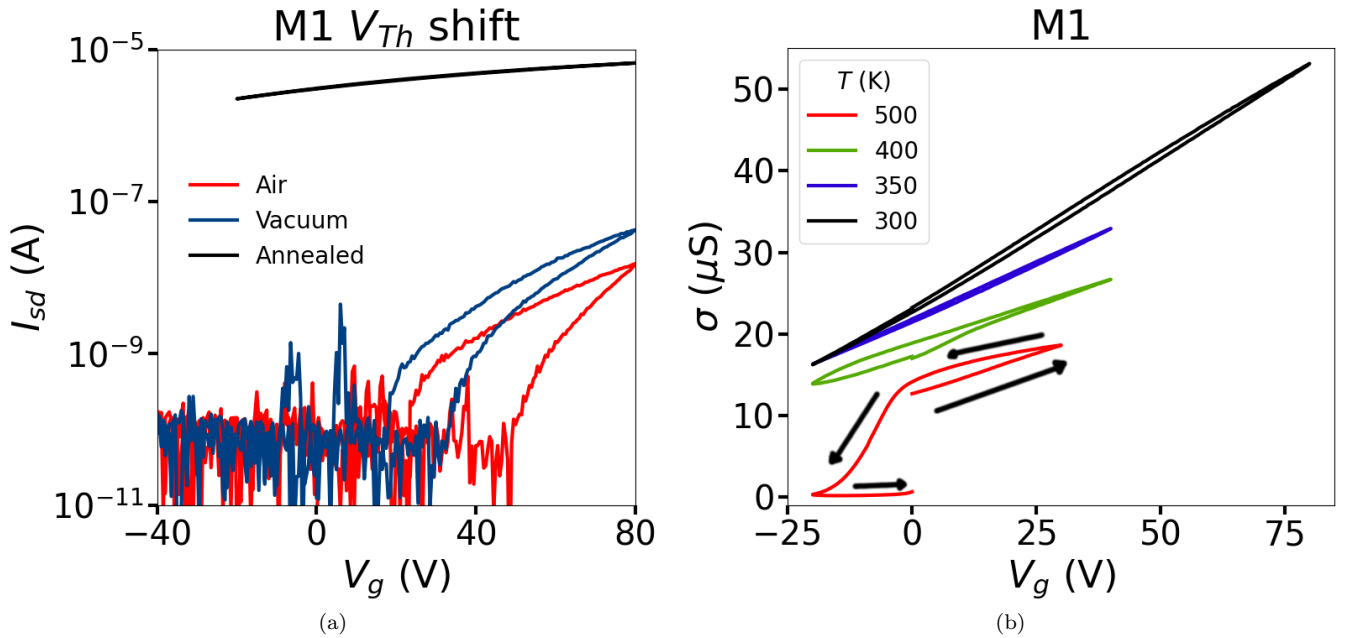 M1 V_Th shift
10⁻⁵
10⁻⁷
10⁻⁹
10⁻¹¹
I_sd (A)
Air
Vacuum
Annealed
−40
0
40
80
V_g (V)
(a)
M1
T (K)
500
400
350
300
50
40
30
20
10
0
σ (μS)
−25
0
25
50
75
V_g (V)
(b)